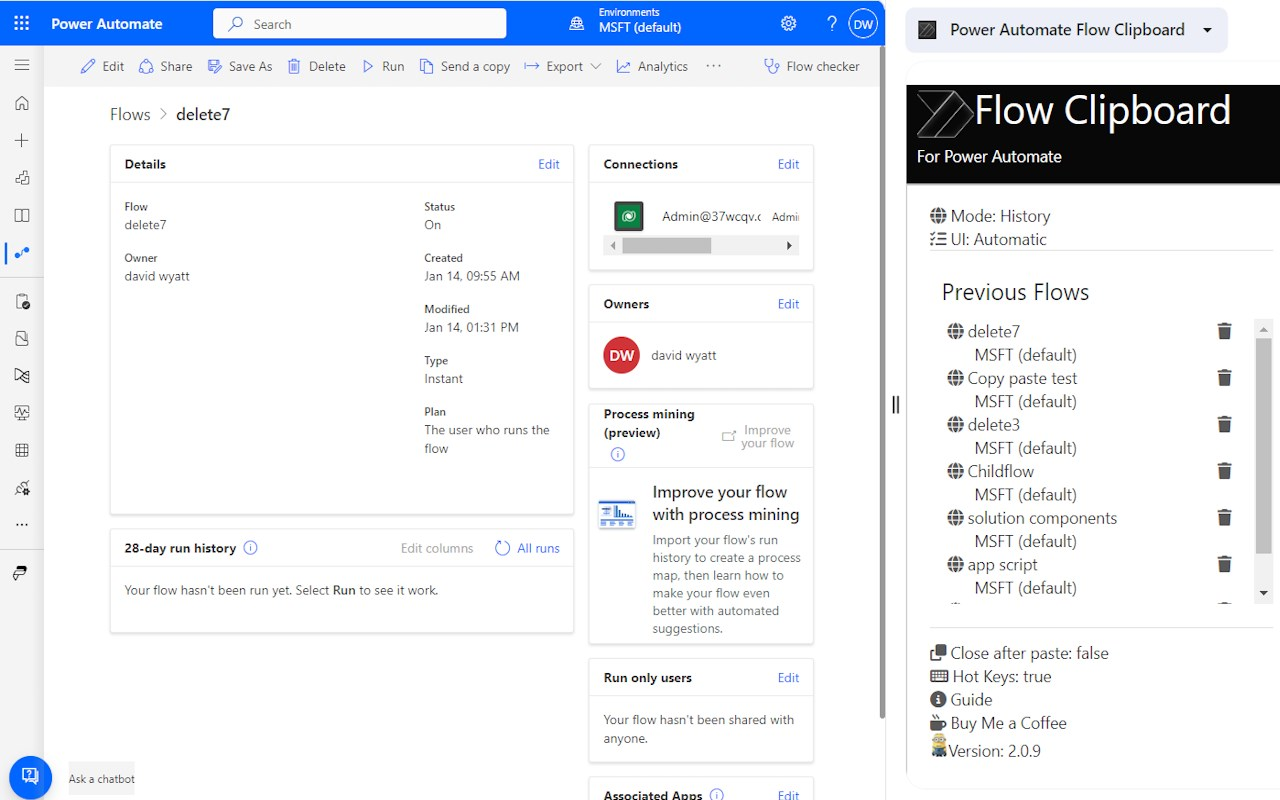 Power Automate
Search
Environments
MSFT (default)
?
DW
Edit
Share
Save As
Delete
Run
Send a copy
Export
Analytics
···
Flow checker
Flows > delete7
Details
Edit
Flow
delete7
Owner
david wyatt
Status
On
Created
Jan 14, 09:55 AM
Modified
Jan 14, 01:31 PM
Type
Instant
Plan
The user who runs the
flow
28-day run history
Edit columns
All runs
Your flow hasn't been run yet. Select Run to see it work.
Connections
Edit
Admin@37wcqv.c
Admi
Owners
Edit
DW
david wyatt
Process mining
(preview)
Improve
your flow
Improve your flow
with process mining
Import your flow's run
history to create a process
map, then learn how to
make your flow even
better with automated
suggestions.
Run only users
Edit
Your flow hasn't been shared with
anyone.
Associated Apps
Edit
Ask a chatbot
Power Automate Flow Clipboard
Flow Clipboard
For Power Automate
Mode: History
UI: Automatic
Previous Flows
delete7
MSFT (default)
Copy paste test
MSFT (default)
delete3
MSFT (default)
Childflow
MSFT (default)
solution components
MSFT (default)
app script
MSFT (default)
Close after paste: false
Hot Keys: true
Guide
Buy Me a Coffee
Version: 2.0.9